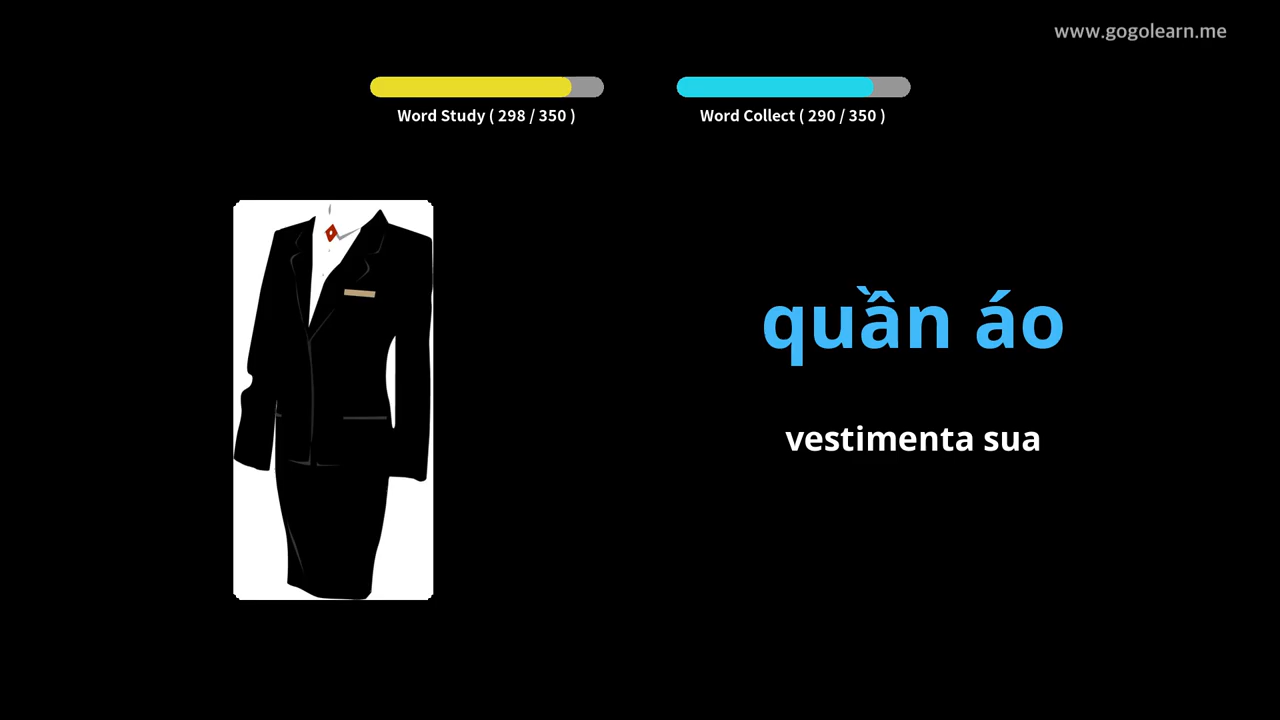 www.gogolearn.me
Word Study ( 298 / 350 )
Word Collect ( 290 / 350 )
quần áo
vestimenta sua